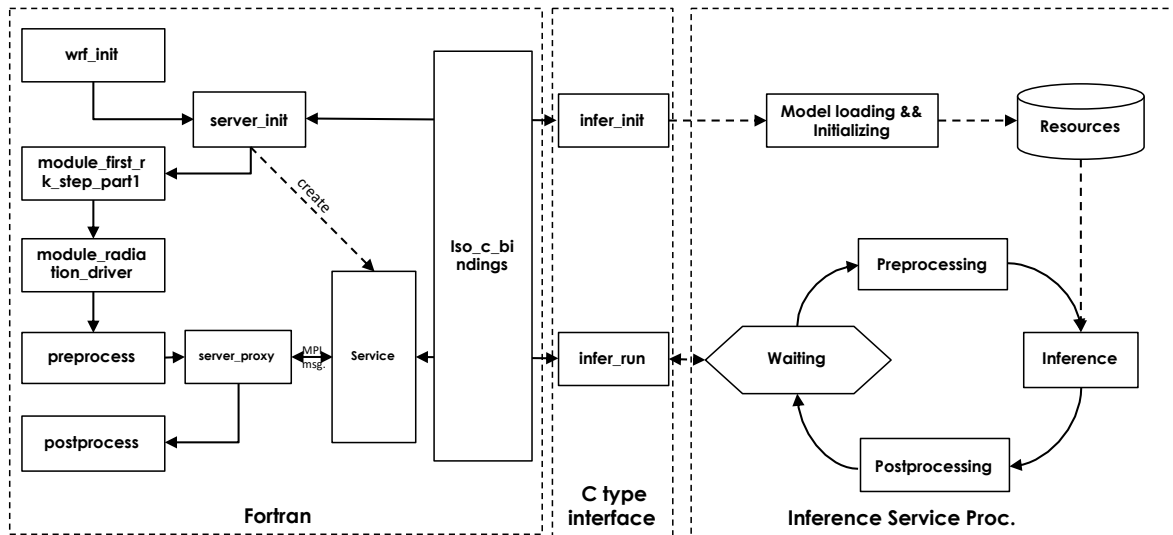 wrf_init
server_init
module_first_r
k_step_part1
create
module_radia
tion_driver
preprocess
server_proxy
MPI
msg.
Service
postprocess
Iso_c_bi
ndings
Fortran
infer_init
infer_run
C type
interface
Model loading &&
Initializing
Resources
Preprocessing
Waiting
Inference
Postprocessing
Inference Service Proc.